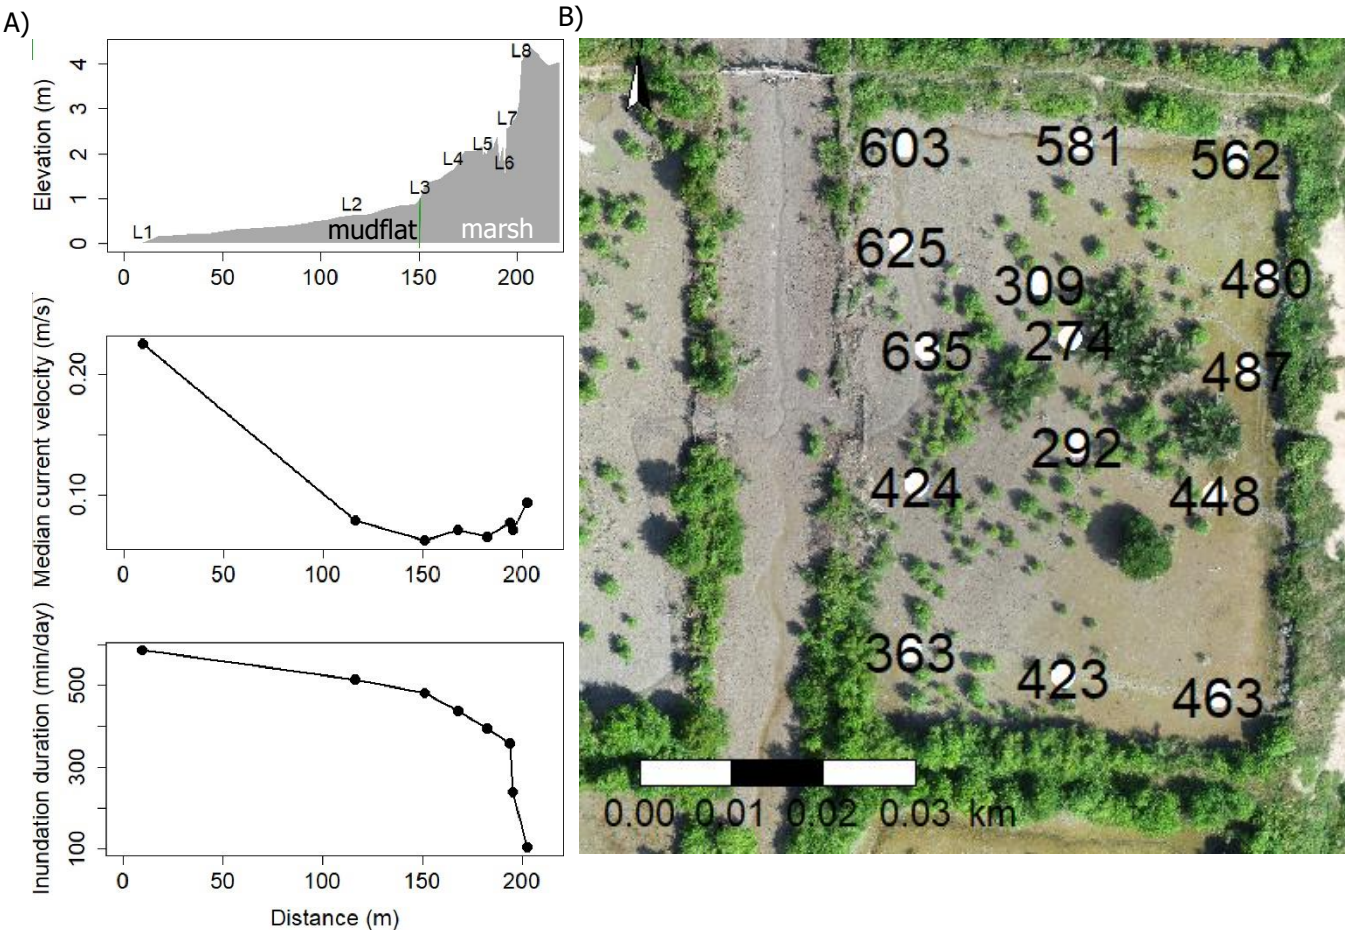 A)
Elevation (m)
4
3
2
1
0
L1
L2
L3
L4
L5
L6
L7
L8
mudflat
marsh
0 50 100 150 200
Median current velocity (m/s)
0.20
0.10
0 50 100 150 200
Inundation duration (min/day)
500
300
100
0 50 100 150 200
Distance (m)
B)
603 581 562
625 309 480
635 274 487
424 292 448
363 423 463
0.00 0.01 0.02 0.03 km